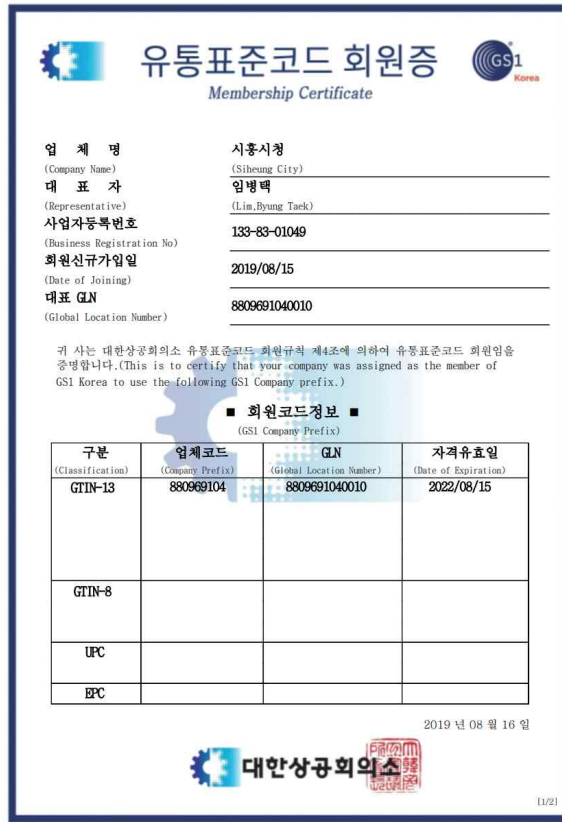 유통표준코드 회원증
GS1
Korea
Membership Certificate
업 체 명 시흥시청
(Company Name) (Siheung City)
대 표 자 임병택
(Representative) (Lim,Byung Taek)
사업자등록번호 133-83-01049
(Business Registration No)
회원신규가입일 2019/08/15
(Date of Joining)
대표 GLN 8809691040010
(Global Location Number)
귀 사는 대한상공회의소 유통표준코드 회원규칙 제4조에 의하여 유통표준코드 회원임을
증명합니다.(This is to certify that your company was assigned as the member of
GS1 Korea to use the following GS1 Company prefix.)
■ 회원코드정보 ■
(GS1 Company Prefix)
구분 업체코드 GLN 자격유효일
(Classification) (Company Prefix) (Global Location Number) (Date of Expiration)
GTIN-13 880969104 8809691040010 2022/08/15
GTIN-8
UPC
EPC
2019 년 08 월 16 일
대한상공회의소
[1/2]